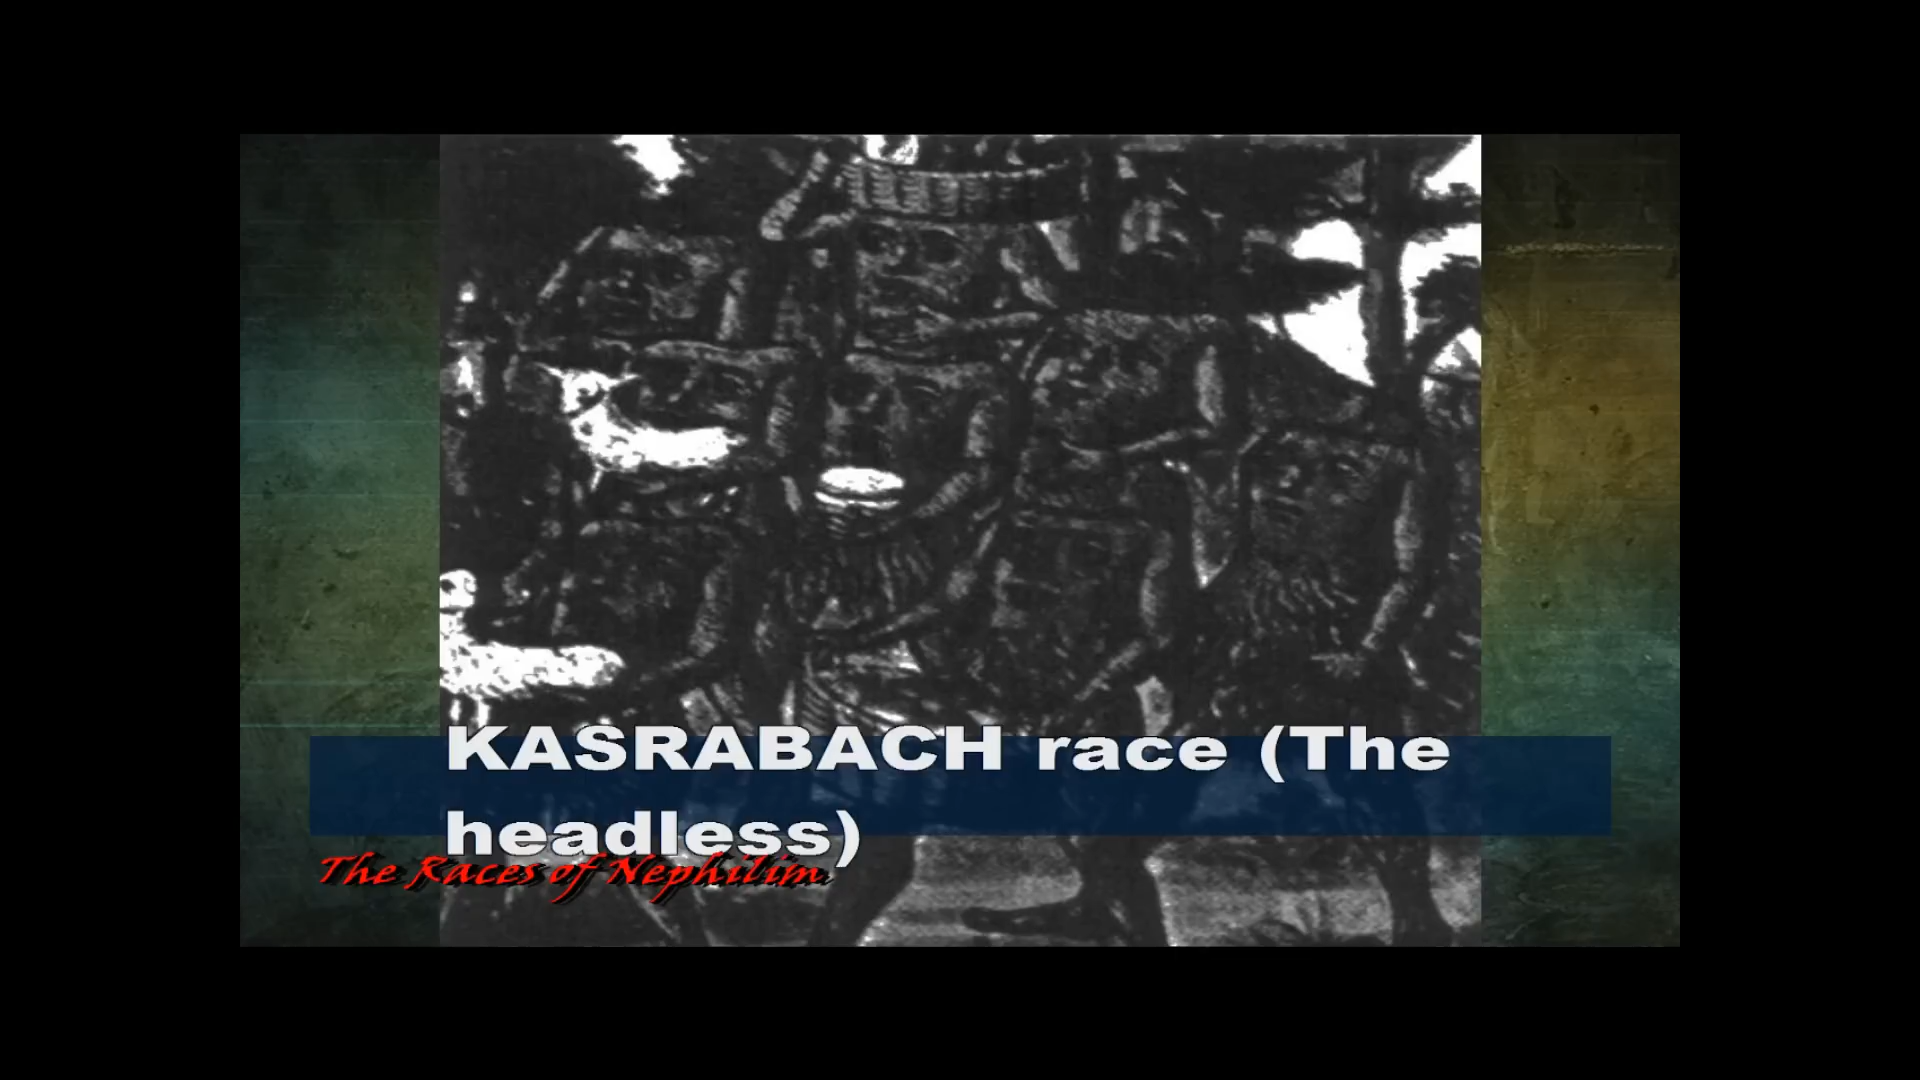 KASRABACH race (The
headless)
The Races of Nephilim